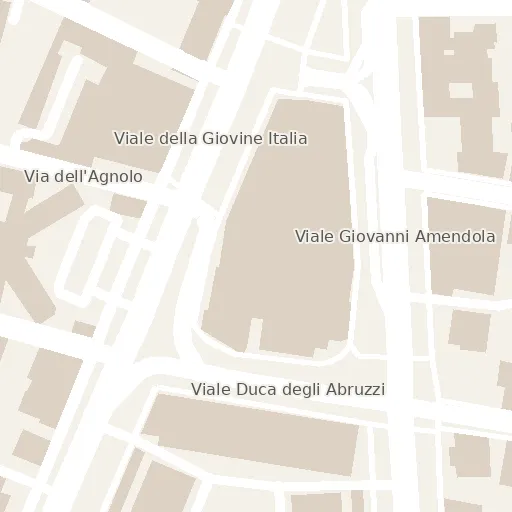 Viale della Giovine Italia
Via dell'Agnolo
Viale Giovanni Amendola
Viale Duca degli Abruzzi